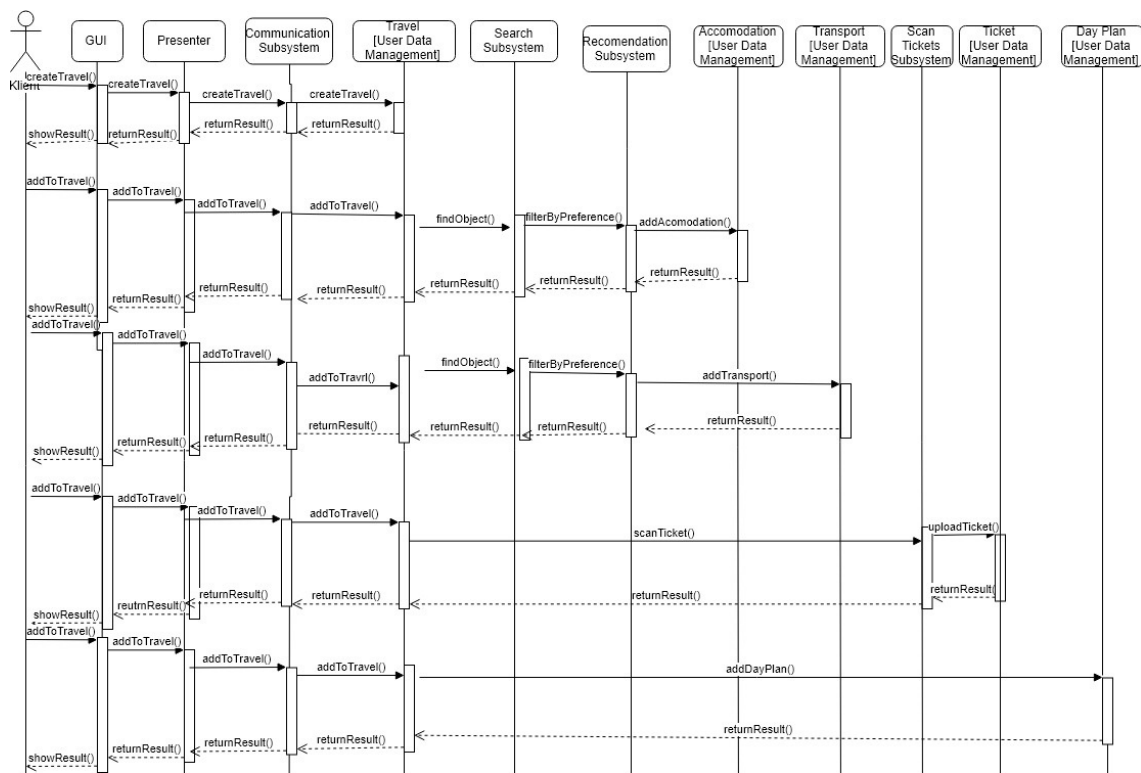 GUI
Presenter
Communication
Subsystem
Travel
[User Data
Management]
Search
Subsystem
Recomendation
Subsystem
Accomodation
[User Data
Management]
Transport
[User Data
Management]
Scan
Tickets
Subsystem
Ticket
[User Data
Management]
Day Plan
[User Data
Management]
Klient
createTravel()
createTravel()
createTravel()
createTravel()
showResult()
returnResult()
returnResult()
returnResult()
addToTravel()
addToTravel()
addToTravel()
addToTravel()
findObject()
filterByPreference()
addAcomodation()
returnResult()
returnResult()
returnResult()
returnResult()
returnResult()
returnResult()
showResult()
addToTravel()
addToTravel()
addToTravel()
addToTravrl()
findObject()
filterByPreference()
addTransport()
returnResult()
returnResult()
returnResult()
returnResult()
returnResult()
returnResult()
showResult()
addToTravel()
addToTravel()
addToTravel()
addToTravel()
scanTicket()
uploadTicket()
returnResult()
returnResult()
returnResult()
returnResult()
reutrnResult()
showResult()
addToTravel()
addToTravel()
addToTravel()
addToTravel()
addDayPlan()
returnResult()
returnResult()
returnResult()
returnResult()
showResult()